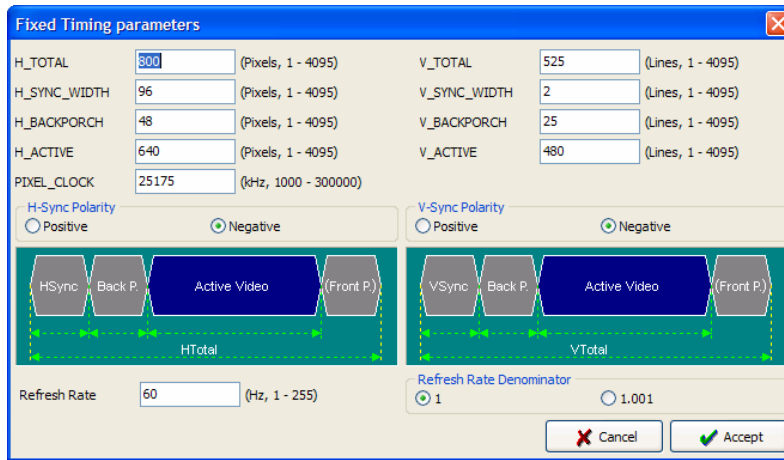 Fixed Timing parameters
H_TOTAL 800 (Pixels, 1 - 4095) V_TOTAL 525 (Lines, 1 - 4095)
H_SYNC_WIDTH 96 (Pixels, 1 - 4095) V_SYNC_WIDTH 2 (Lines, 1 - 4095)
H_BACKPORCH 48 (Pixels, 1 - 4095) V_BACKPORCH 25 (Lines, 1 - 4095)
H_ACTIVE 640 (Pixels, 1 - 4095) V_ACTIVE 480 (Lines, 1 - 4095)
PIXEL_CLOCK 25175 (kHz, 1000 - 300000)
H-Sync Polarity V-Sync Polarity
Positive Negative Positive Negative
HSync Back P. Active Video (Front P.) VSync Back P. Active Video (Front P.)
HTotal VTotal
Refresh Rate Denominator
Refresh Rate 60 (Hz, 1 - 255) 1 1.001
Cancel Accept